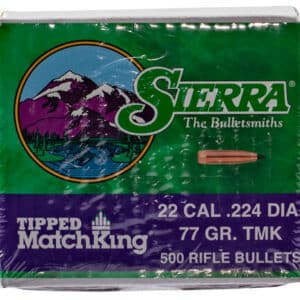 SIERRA®
The Bulletsmiths
TIPPED
MatchKing®
22 CAL .224 DIA
77 GR. TMK
500 RIFLE BULLETS